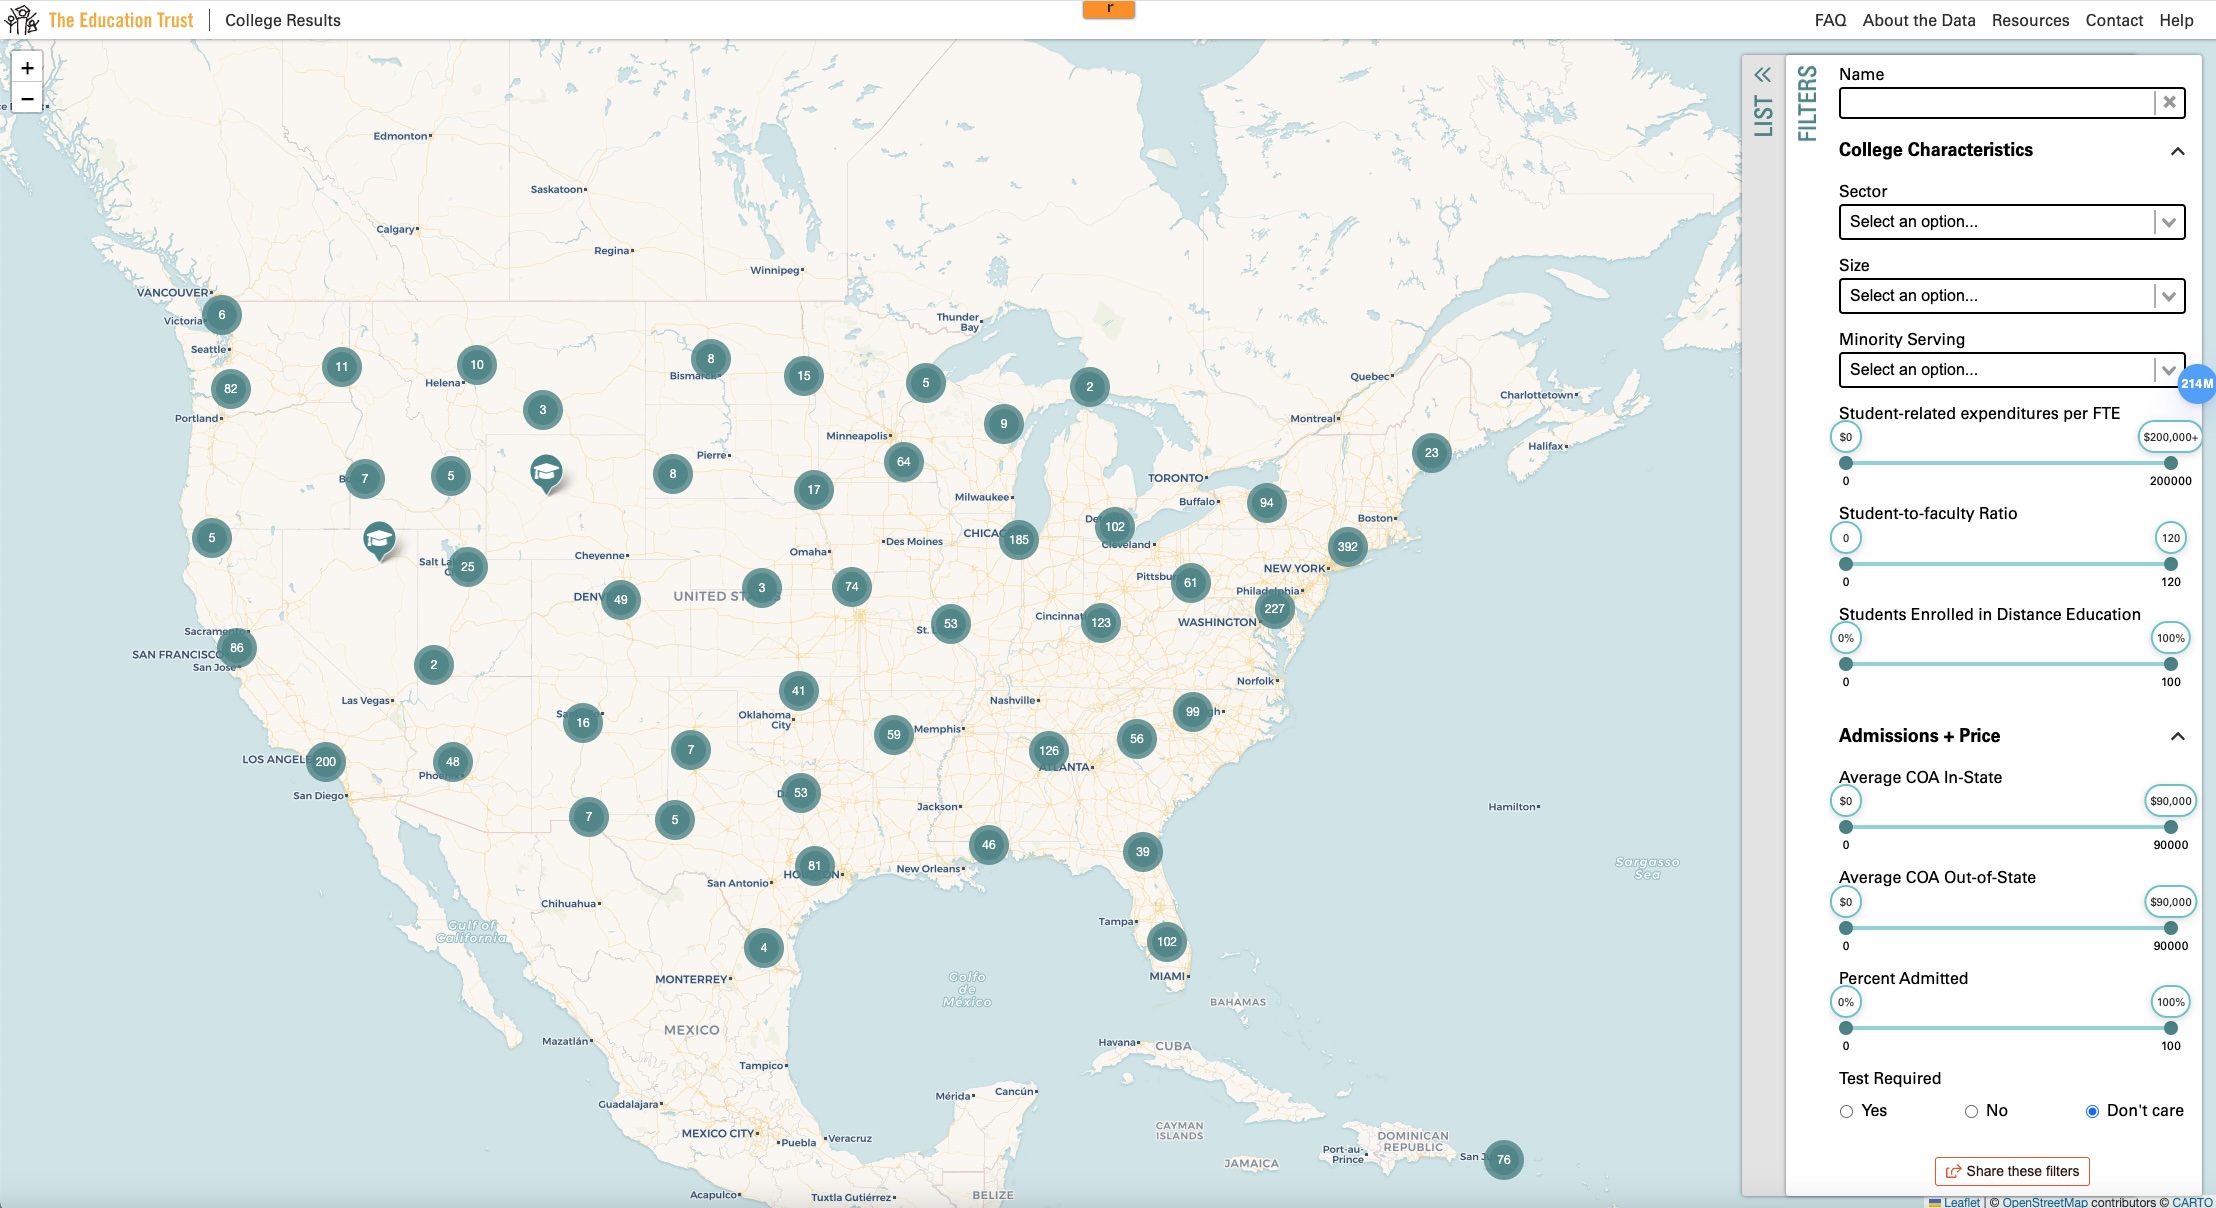 The Education Trust
College Results
r
FAQ
About the Data
Resources
Contact
Help
+
−
Edmonton
Saskatoon
Calgary
Regina
Winnipeg
VANCOUVER
6
Victoria
Seattle
Thunder
Bay
11
10
8
Bismarck
15
5
2
Quebec
Helena
82
3
Charlottetown
Portland
9
Montreal
Minneapolis
64
Halifax
23
Pierre
7
5
8
TORONTO
17
Milwaukee
Buffalo
94
5
102
Boston
CHICAG
185
Des Moines
Cleveland
392
Cheyenne
Omaha
Salt La
25
NEW YORK
Pittsbu
61
DENV
49
UNITED ST
3
74
Philadelphia
227
St.
53
Cincinnat
123
WASHINGTON
Sacramento
86
SAN FRANCISCO
San Jose
2
Norfolk
41
Las Vegas
Nashville
16
Oklahoma
City
99
gh
59
Memphis
56
7
126
LOS ANGEL
200
48
Phoenix
ATLANTA
San Diego
53
7
5
Jackson
Hamilton
46
39
81
HOUSTON
New Orleans
San Antonio
Sargasso
Sea
Chihuahua
Gulf of
California
Tampa
102
4
MONTERREY
Golfo
de
México
MIAMI
BAHAMAS
MEXICO
Mazatlán
Havana
CUBA
Tampico
Mérida
Cancún
Guadalajara
MEXICO CITY
Puebla
Veracruz
CAYMAN
ISLANDS
DOMINICAN
REPUBLIC
Port-au-
Prince
JAMAICA
San J
76
Acapulco
Tuxtla Gutiérrez
BELIZE
LIST
FILTERS
Name
College Characteristics
Sector
Select an option...
Size
Select an option...
Minority Serving
Select an option...
214M
Student-related expenditures per FTE
$0
$200,000+
0
200000
Student-to-faculty Ratio
0
120
0
120
Students Enrolled in Distance Education
0%
100%
0
100
Admissions + Price
Average COA In-State
$0
$90,000
0
90000
Average COA Out-of-State
$0
$90,000
0
90000
Percent Admitted
0%
100%
0
100
Test Required
Yes
No
Don't care
Share these filters
Leaflet | © OpenStreetMap contributors © CARTO